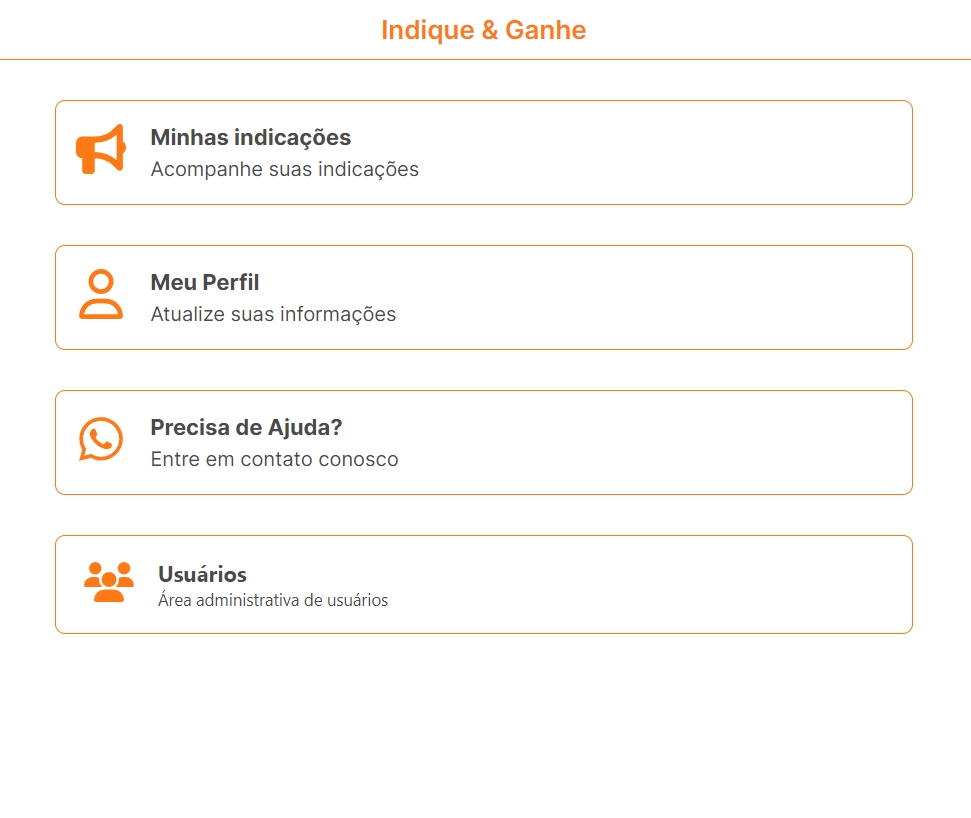 Indique & Ganhe
Minhas indicações
Acompanhe suas indicações
Meu Perfil
Atualize suas informações
Precisa de Ajuda?
Entre em contato conosco
Usuários
Área administrativa de usuários